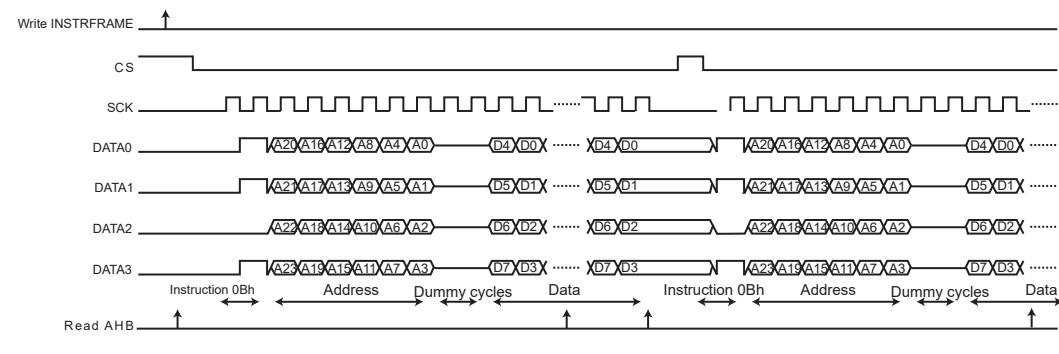 Write INSTRFRAME
CS
SCK
DATA0 A20 A16 A12 A8 A4 A0 D4 D0 D4 D0 A20 A16 A12 A8 A4 A0 D4 D0
DATA1 A21 A17 A13 A9 A5 A1 D5 D1 D5 D1 A21 A17 A13 A9 A5 A1 D5 D1
DATA2 A22 A18 A14 A10 A6 A2 D6 D2 D6 D2 A22 A18 A14 A10 A6 A2 D6 D2
DATA3 A23 A19 A15 A11 A7 A3 D7 D3 D7 D3 A23 A19 A15 A11 A7 A3 D7 D3
Instruction 0Bh Address Dummy cycles Data Instruction 0Bh Address Dummy cycles Data
Read AHB